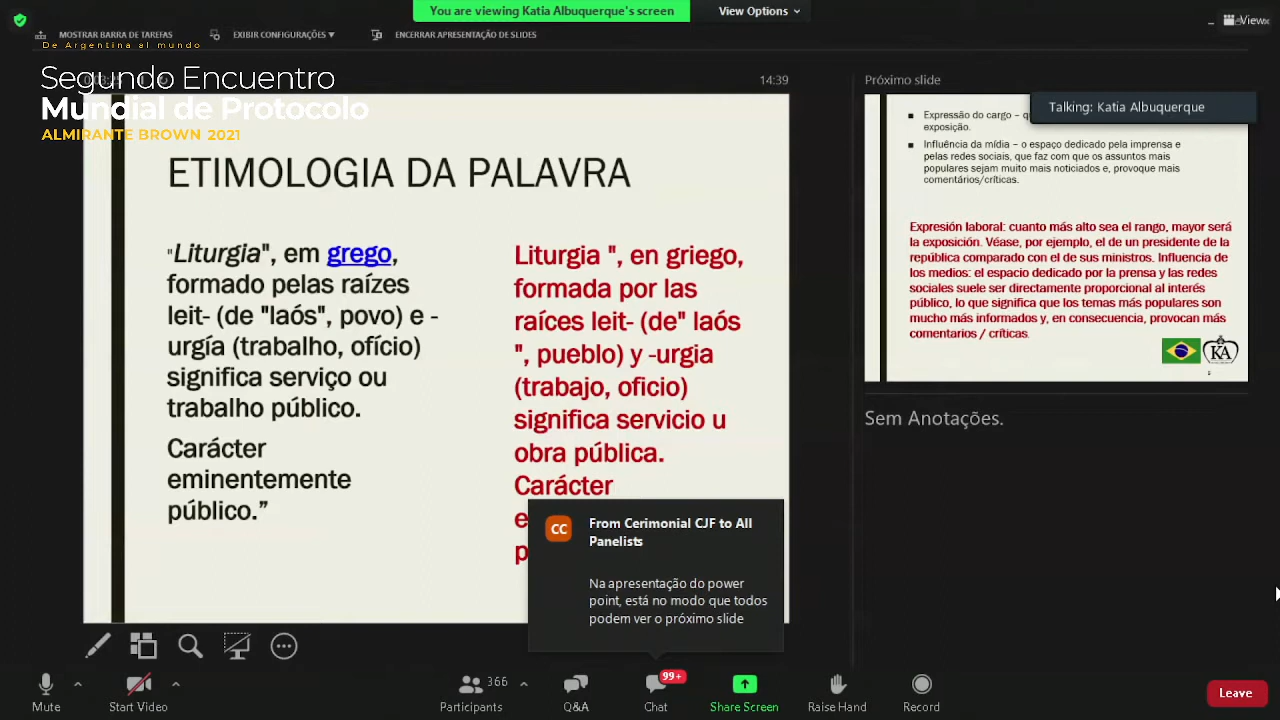 You are viewing Katia Albuquerque's screen
View Options
View
MOSTRAR BARRA DE TAREFAS
EXIBIR CONFIGURAÇÕES
ENCERRAR APRESENTAÇÃO DE SLIDES
De Argentina al mundo
Segundo Encuentro
Mundial de Protocolo
ALMIRANTE BROWN 2021
14:39
Próximo slide
Talking: Katia Albuquerque
ETIMOLOGIA DA PALAVRA
"Liturgia", em grego,
formado pelas raízes
leit- (de "laós", povo) e -
urgía (trabalho, ofício)
significa serviço ou
trabalho público.
Carácter
eminentemente
público.”
Liturgia ", en griego,
formada por las
raíces leit- (de" laós
", pueblo) y -urgia
(trabajo, oficio)
significa servicio u
obra pública.
Carácter
e
p
Expressão do cargo – q
exposição.
Influência da mídia – o espaço dedicado pela imprensa e
pelas redes sociais, que faz com que os assuntos mais
populares sejam muito mais noticiados e, provoque mais
comentários/críticas.
Expresión laboral: cuanto más alto sea el rango, mayor será
la exposición. Véase, por ejemplo, el de un presidente de la
república comparado con el de sus ministros. Influencia de
los medios: el espacio dedicado por la prensa y las redes
sociales suele ser directamente proporcional al interés
público, lo que significa que los temas más populares son
mucho más informados y, en consecuencia, provocan más
comentarios / críticas.
KA
Sem Anotações.
CC
From Cerimonial CJF to All
Panelists
Na apresentação do power
point, está no modo que todos
podem ver o próximo slide
Mute
Start Video
366
Participants
Q&A
99+
Chat
Share Screen
Raise Hand
Record
Leave